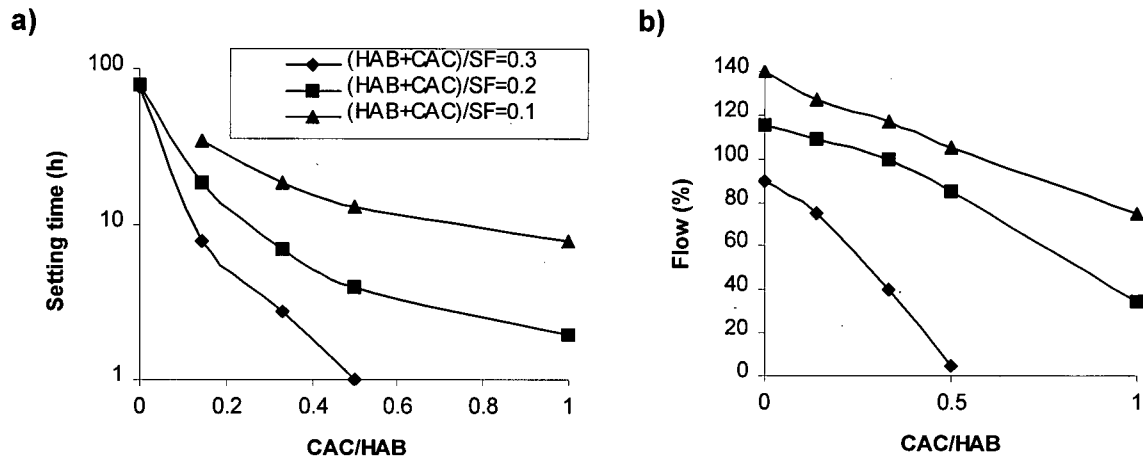 a)
100
10
1
0
0.2
0.4
0.6
0.8
1
Setting time (h)
CAC/HAB
(HAB+CAC)/SF=0.3
(HAB+CAC)/SF=0.2
(HAB+CAC)/SF=0.1
b)
140
120
100
80
60
40
20
0
0
0.5
1
Flow (%)
CAC/HAB